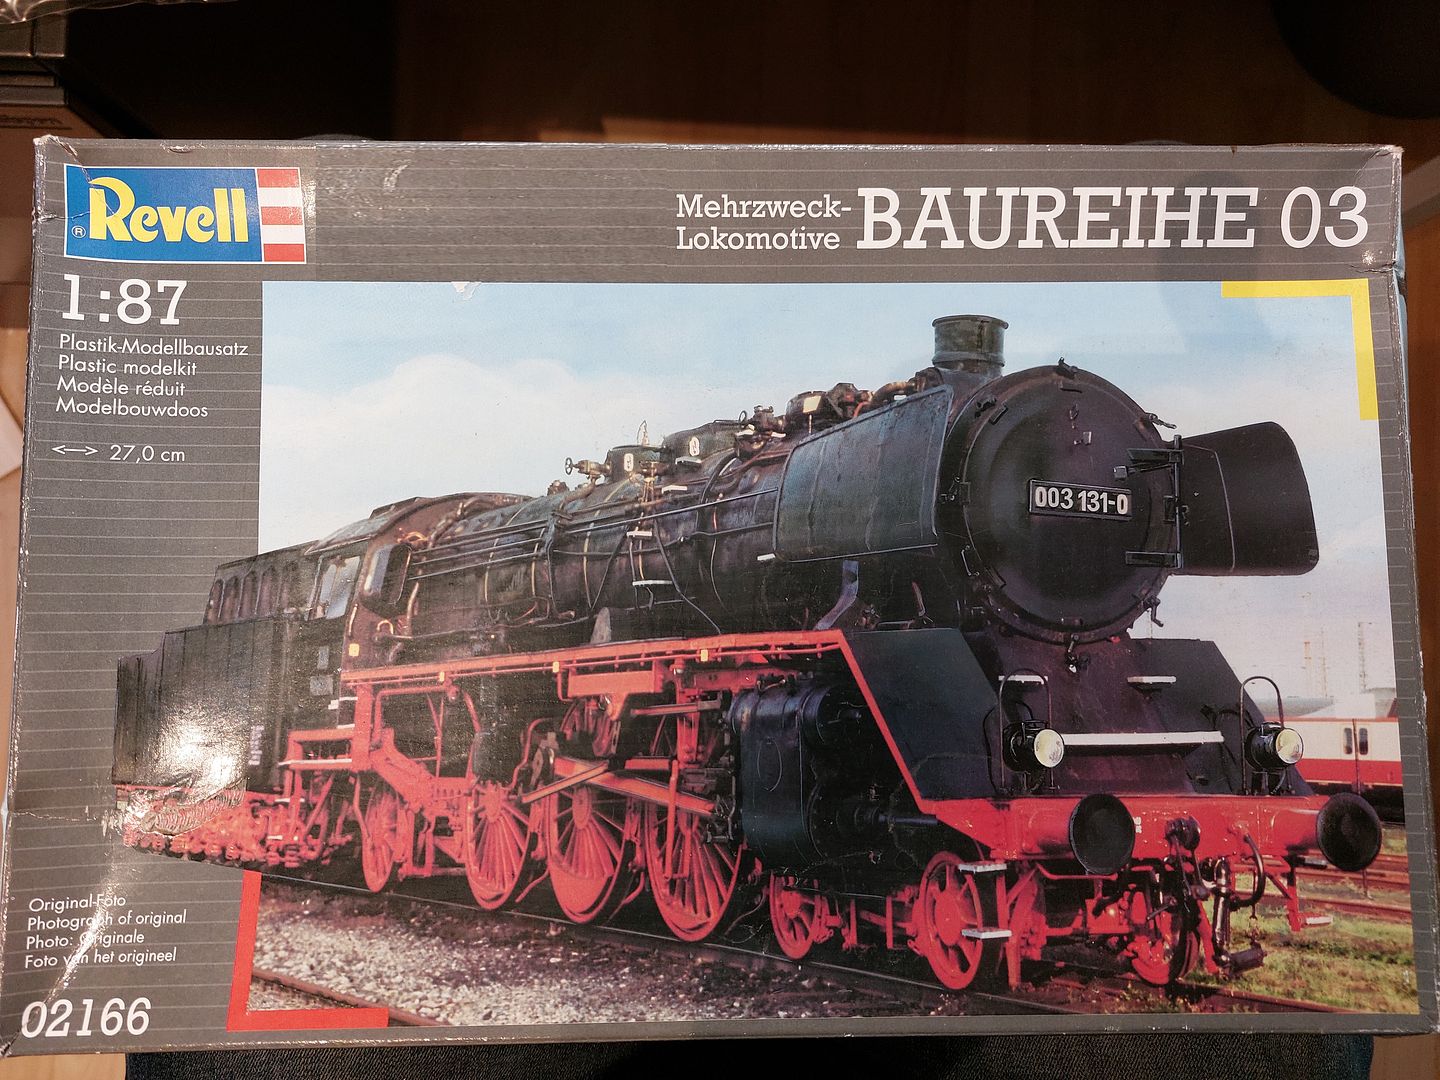 Revell
®
Mehrzweck-
Lokomotive
BAUREIHE 03
1:87
Plastik-Modellbausatz
Plastic modelkit
Modèle réduit
Modelbouwdoos
27,0 cm
003 131-0
Original-Foto
Photograph of original
Photo: Originale
Foto van het origineel
02166